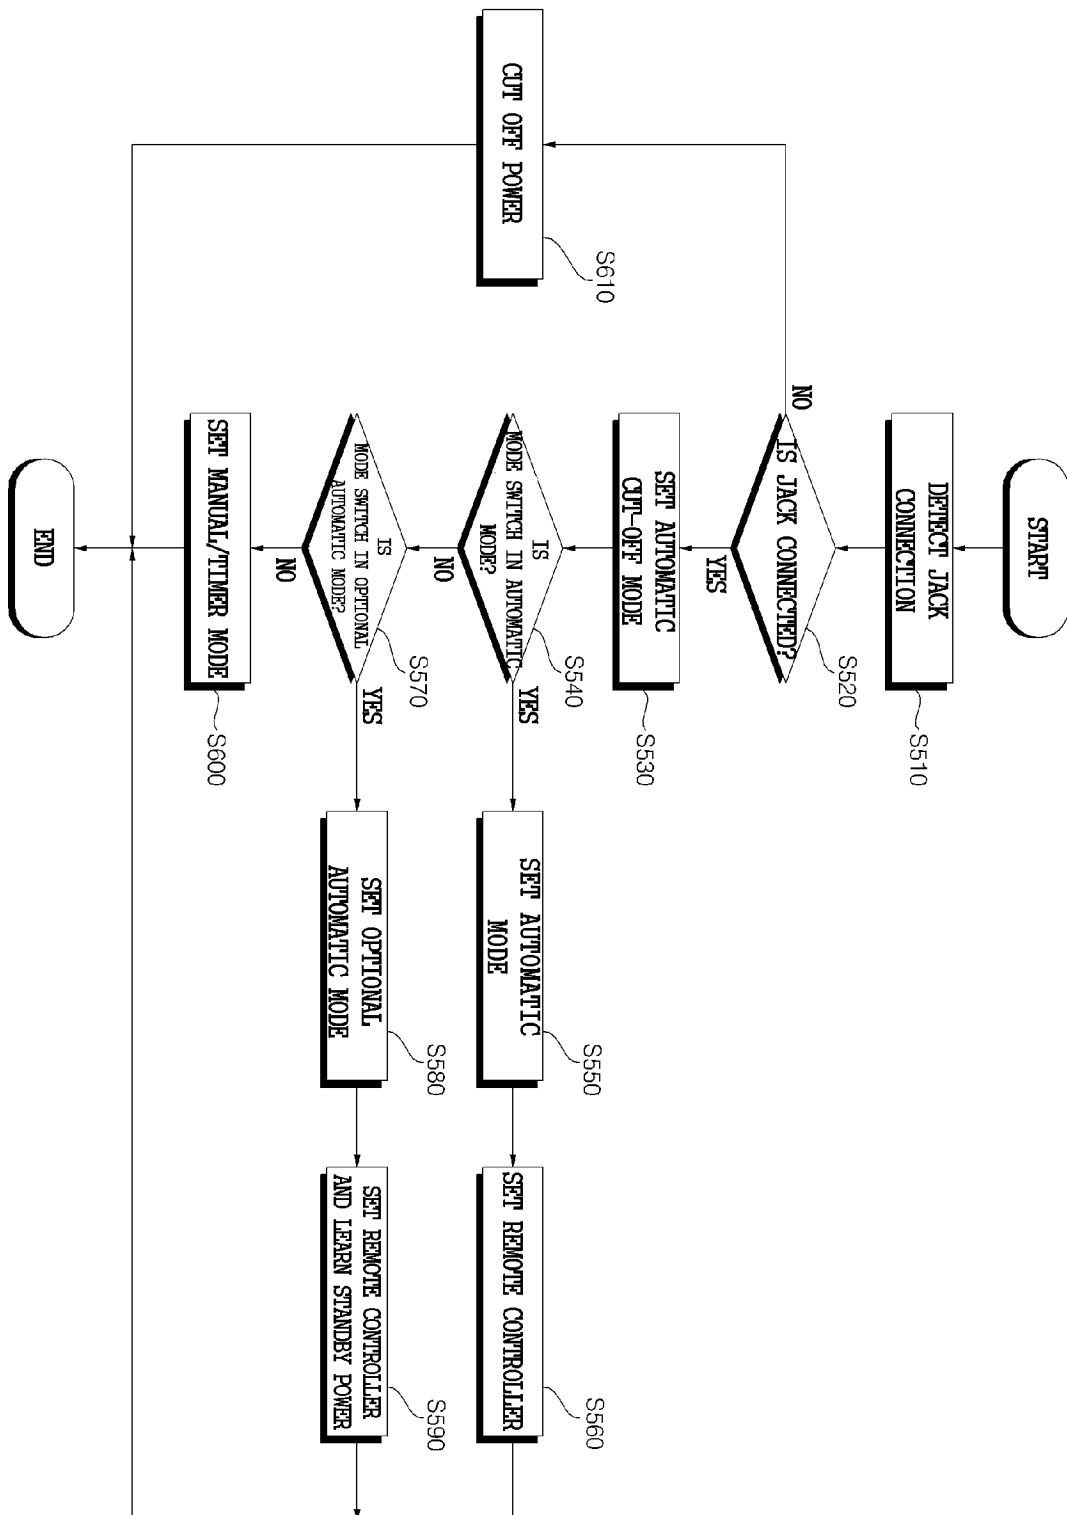 START
DETECT JACK
CONNECTION
S510
IS JACK CONNECTED?
S520
NO
YES
SET AUTOMATIC
CUT-OFF MODE
S530
CUT OFF POWER
S610
IS
MODE SWITCH IN AUTOMATIC
MODE?
S540
YES
NO
SET AUTOMATIC
MODE
S550
SET REMOTE CONTROLLER
S560
IS
MODE SWITCH IN OPTIONAL
AUTOMATIC MODE?
S570
YES
NO
SET OPTIONAL
AUTOMATIC MODE
S580
SET REMOTE CONTROLLER
AND LEARN STANDBY POWER
S590
SET MANUAL/TIMER MODE
S600
END